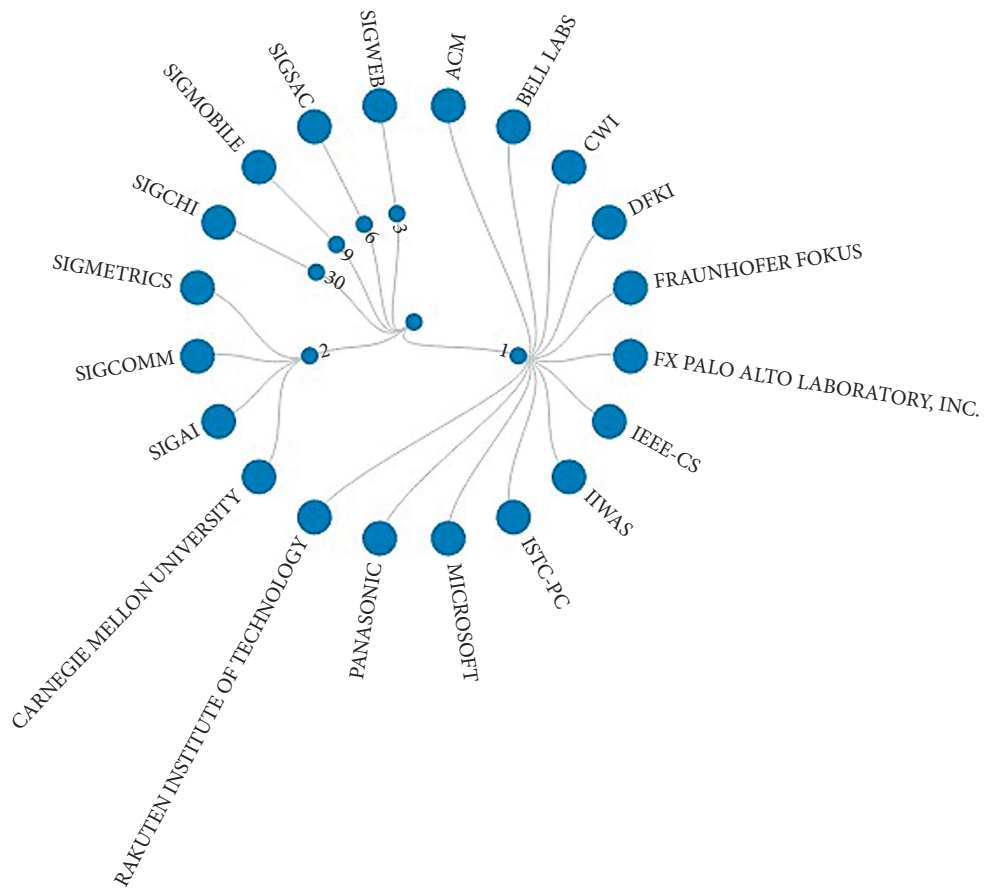 ACM
BELL LABS
CWI
DFKI
FRAUNHOFER FOKUS
FX PALO ALTO LABORATORY, INC.
IEEE-CS
IIWAS
ISTC-PC
MICROSOFT
PANASONIC
RAKUTEN INSTITUTE OF TECHNOLOGY
CARNEGIE MELLON UNIVERSITY
SIGAI
SIGCOMM
SIGMETRICS
SIGCHI
SIGMOBILE
SIGSAC
SIGWEB
1
2
30
9
6
3